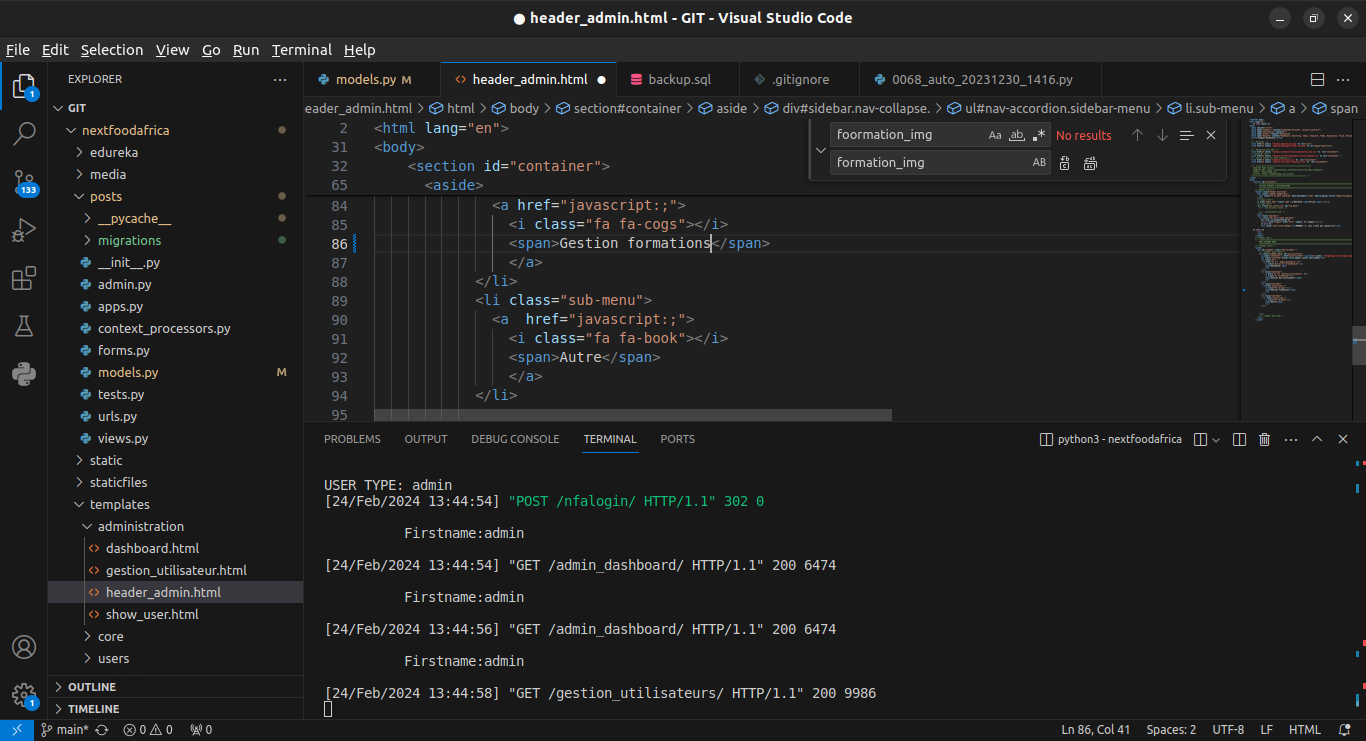 header_admin.html - GIT - Visual Studio Code
File Edit Selection View Go Run Terminal Help
EXPLORER
GIT
nextfoodafrica
edureka
media
posts
__pycache__
migrations
__init__.py
admin.py
apps.py
context_processors.py
forms.py
models.py M
tests.py
urls.py
views.py
static
staticfiles
templates
administration
dashboard.html
gestion_utilisateur.html
header_admin.html
show_user.html
core
users
OUTLINE
TIMELINE
1
133
1
models.py M header_admin.html backup.sql .gitignore 0068_auto_20231230_1416.py
eader_admin.html > html > body > section#container > aside > div#sidebar.nav-collapse. > ul#nav-accordion.sidebar-menu > li.sub-menu > a > span
foormation_img Aa ab .* No results
formation_img AB
2 <html lang="en">
31 <body>
32 <section id="container">
65 <aside>
84 <a href="javascript:;">
85 <i class="fa fa-cogs"></i>
86 <span>Gestion formations</span>
87 </a>
88 </li>
89 <li class="sub-menu">
90 <a  href="javascript:;">
91 <i class="fa fa-book"></i>
92 <span>Autre</span>
93 </a>
94 </li>
95
PROBLEMS OUTPUT DEBUG CONSOLE TERMINAL PORTS
python3 - nextfoodafrica
USER TYPE: admin
[24/Feb/2024 13:44:54] "POST /nfalogin/ HTTP/1.1" 302 0
Firstname:admin
[24/Feb/2024 13:44:54] "GET /admin_dashboard/ HTTP/1.1" 200 6474
Firstname:admin
[24/Feb/2024 13:44:56] "GET /admin_dashboard/ HTTP/1.1" 200 6474
Firstname:admin
[24/Feb/2024 13:44:58] "GET /gestion_utilisateurs/ HTTP/1.1" 200 9986
main* 0 0 0 Ln 86, Col 41 Spaces: 2 UTF-8 LF HTML